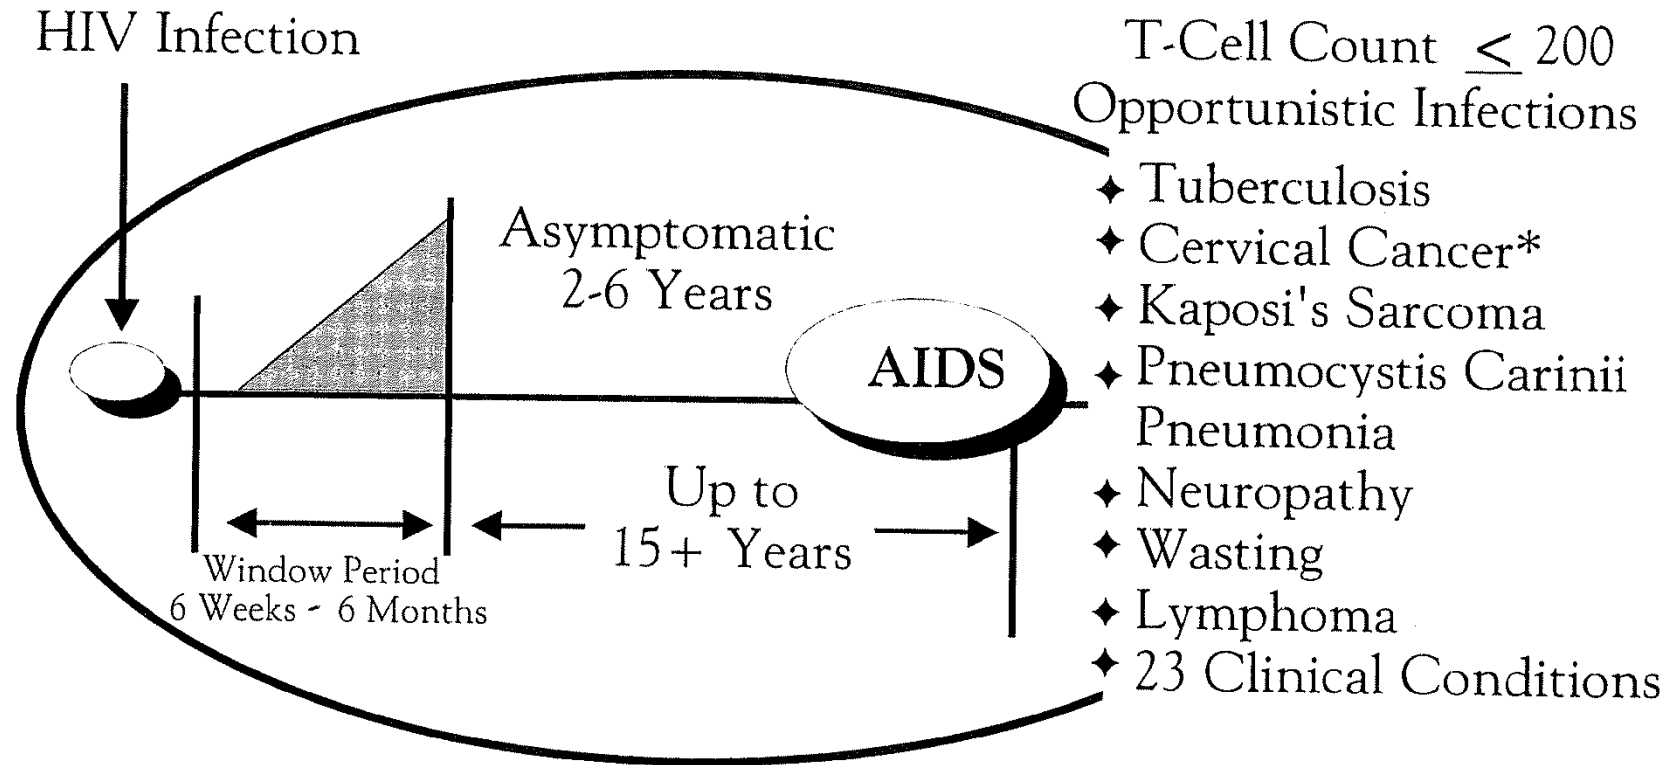 HIV Infection
T-Cell Count ≤ 200
Opportunistic Infections
✦ Tuberculosis
✦ Cervical Cancer*
✦ Kaposi's Sarcoma
✦ Pneumocystis Carinii
Pneumonia
✦ Neuropathy
✦ Wasting
✦ Lymphoma
✦ 23 Clinical Conditions
Asymptomatic
2-6 Years
AIDS
Up to
15+ Years
Window Period
6 Weeks - 6 Months